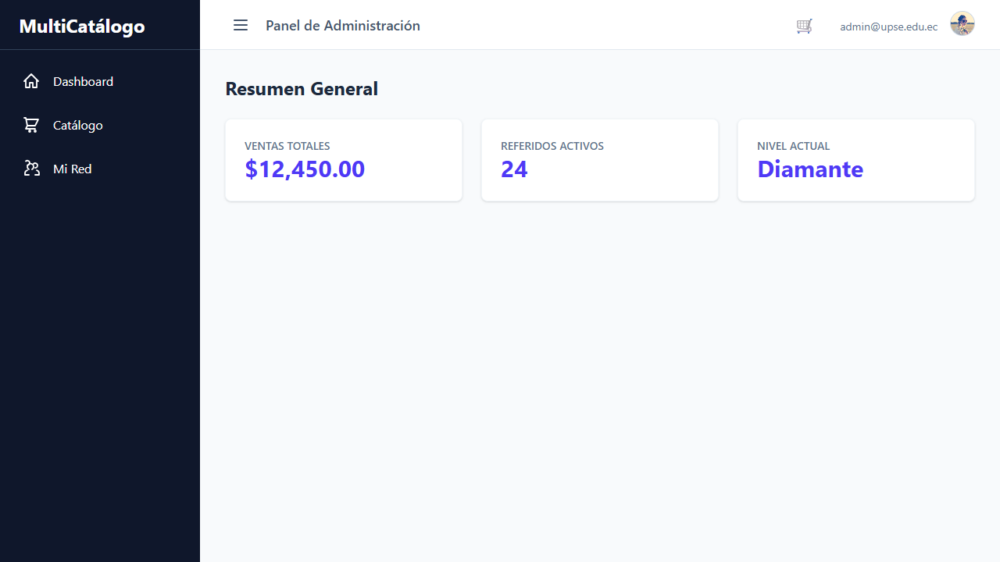 MultiCatálogo
Panel de Administración
admin@upse.edu.ec
Dashboard
Catálogo
Mi Red
Resumen General
VENTAS TOTALES
$12,450.00
REFERIDOS ACTIVOS
24
NIVEL ACTUAL
Diamante